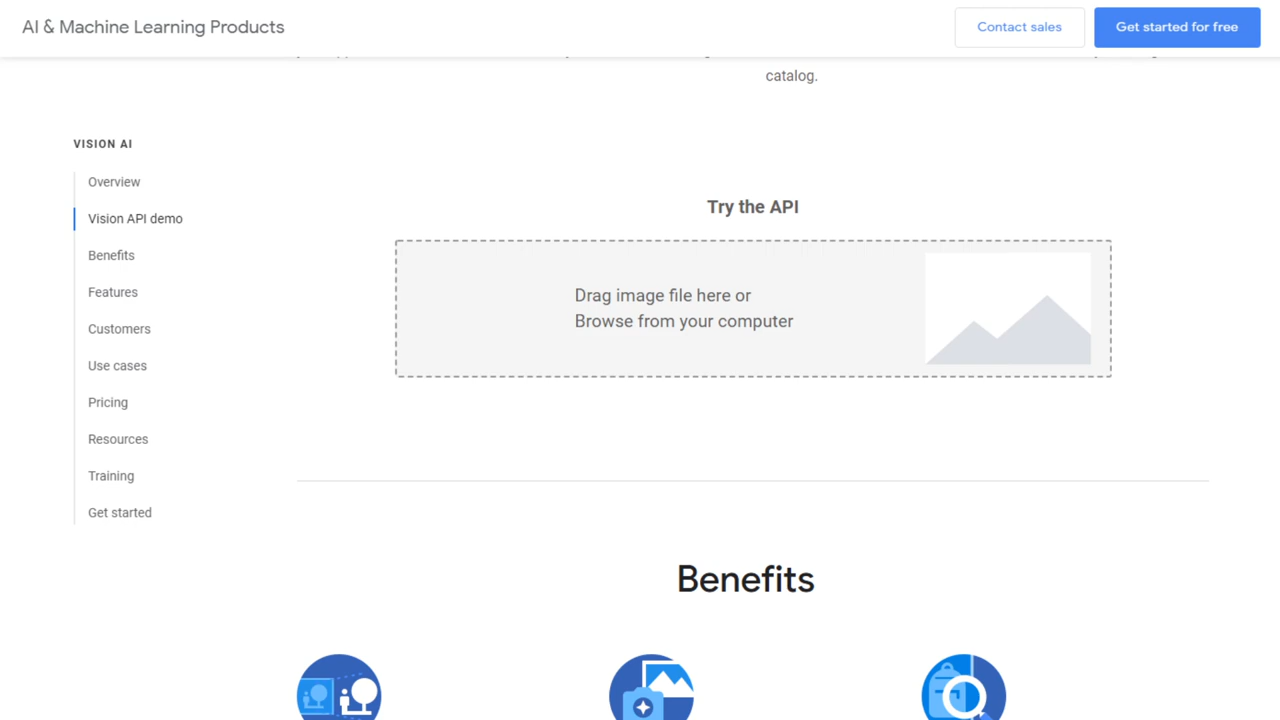 AI & Machine Learning Products
Contact sales
Get started for free
catalog.
VISION AI
Overview
Vision API demo
Benefits
Features
Customers
Use cases
Pricing
Resources
Training
Get started
Try the API
Drag image file here or
Browse from your computer
Benefits